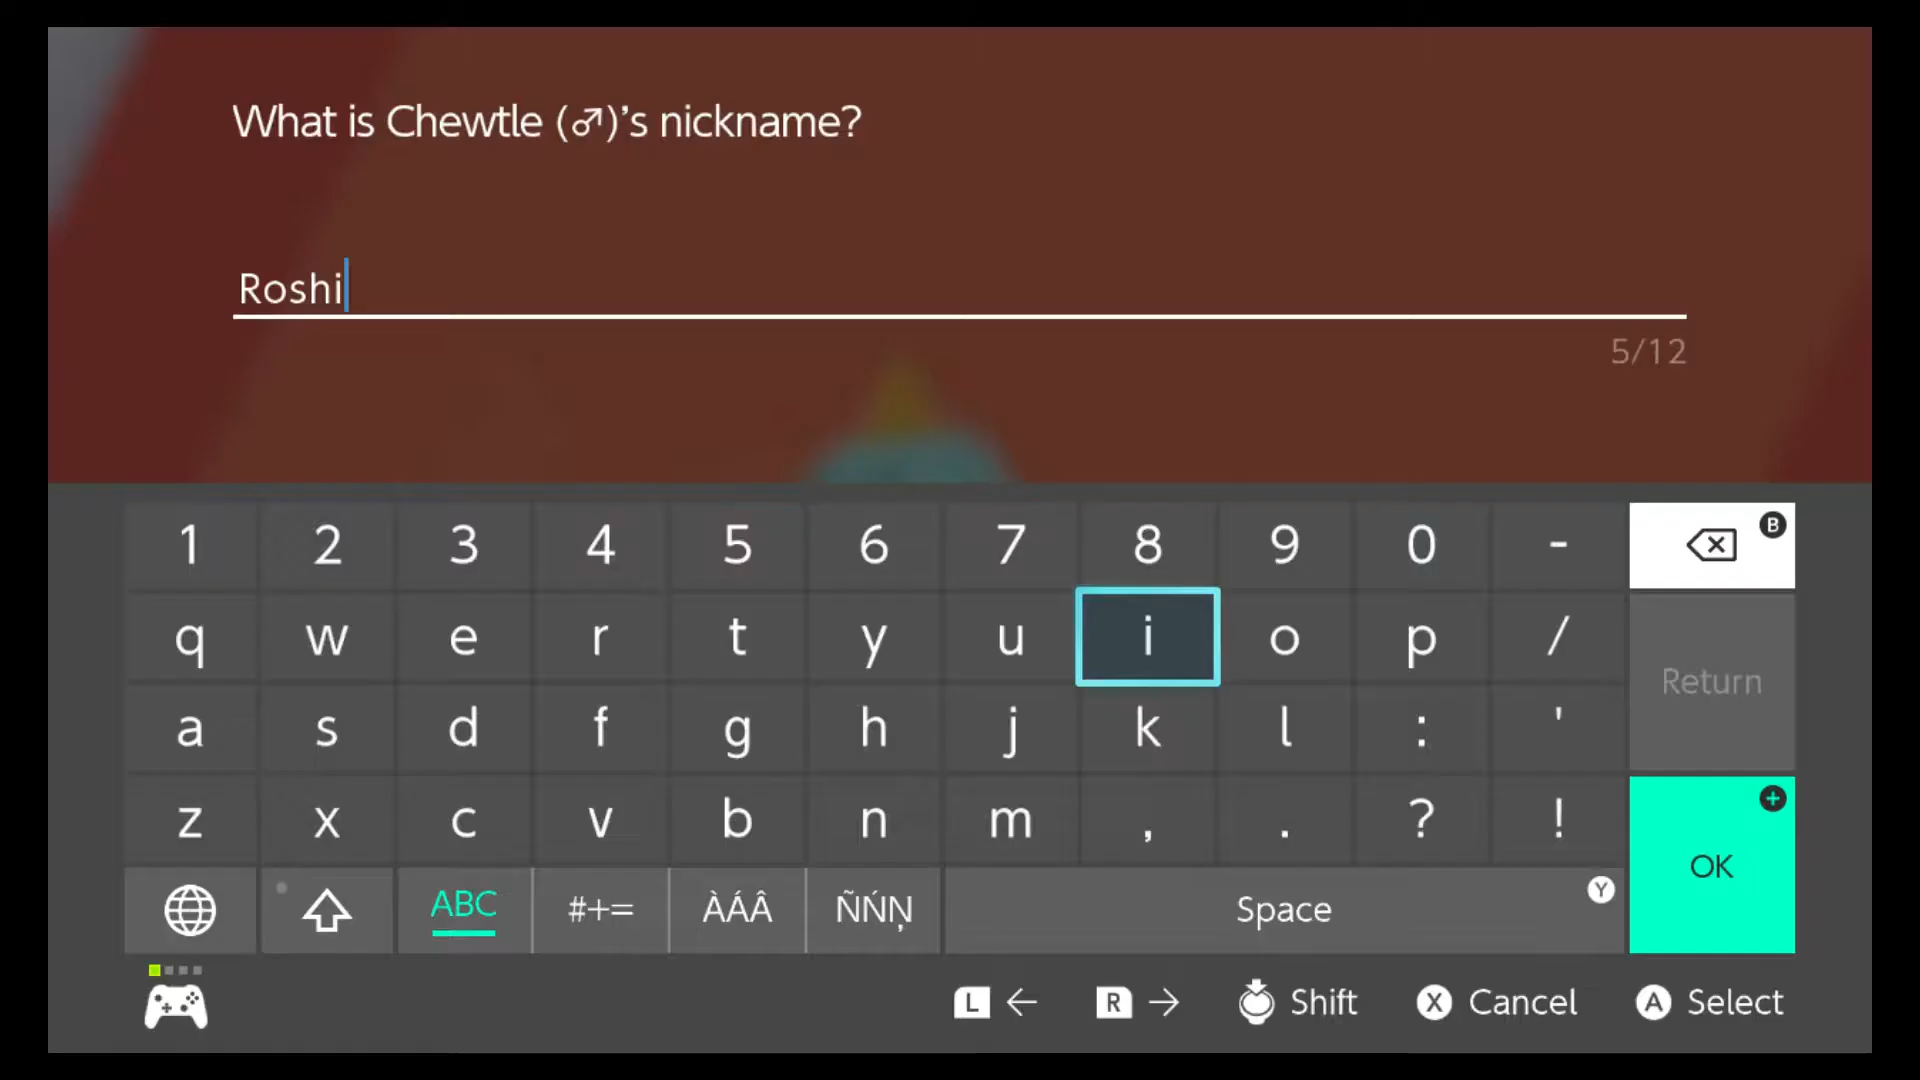 What is Chewtle (♂)'s nickname?
Roshi
5/12
1 2 3 4 5 6 7 8 9 0 - B
q w e r t y u i o p /
Return
a s d f g h j k l : '
z x c v b n m , . ? ! +
OK
ABC #+= ÀÁÂ ÑŃŅ Space Y
L ← R → Shift X Cancel A Select